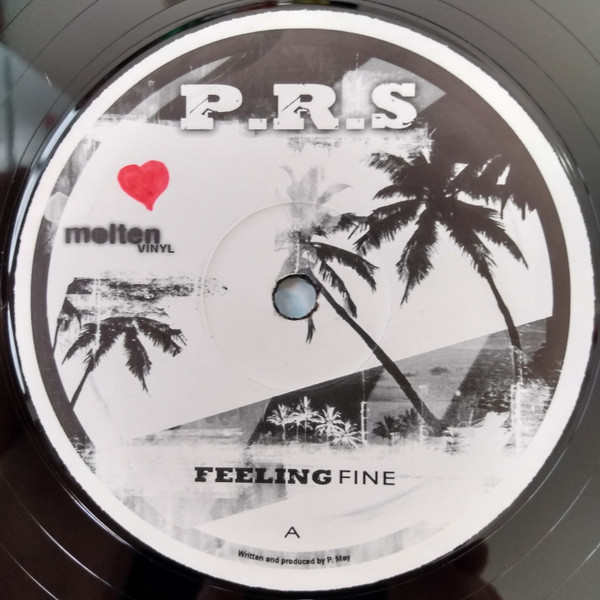 P.R.S
molten
VINYL
FEELING FINE
A
Written and produced by P. May